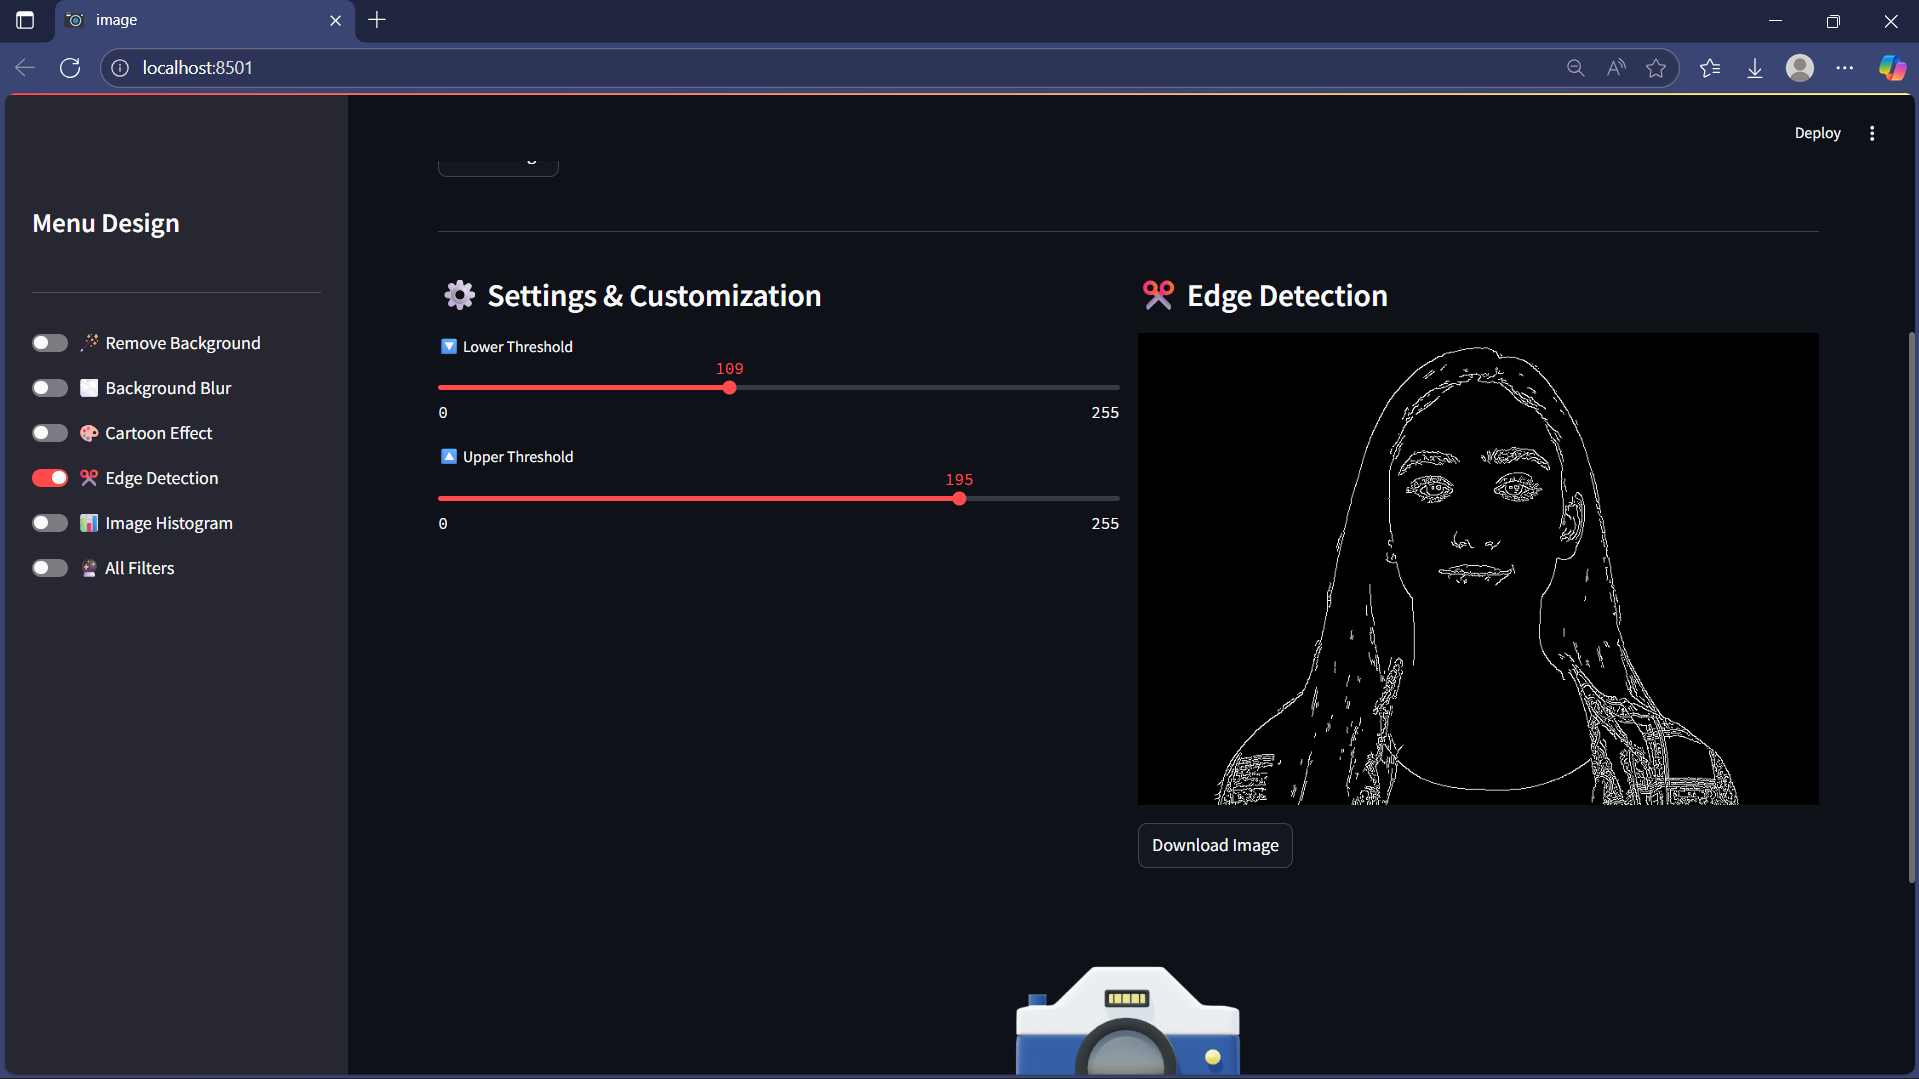 image
localhost:8501
Deploy
Menu Design
Remove Background
Background Blur
Cartoon Effect
Edge Detection
Image Histogram
All Filters
Settings & Customization
Lower Threshold
109
0 255
Upper Threshold
195
0 255
Edge Detection
Download Image